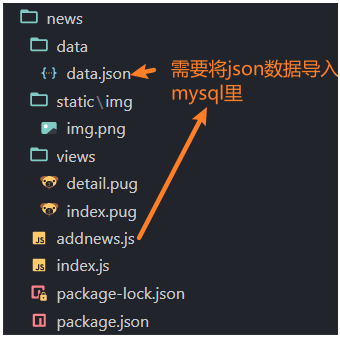 news
data
data.json
需要将json数据导入
mysql里
static\img
img.png
views
detail.pug
index.pug
JS addnews.js
JS index.js
package-lock.json
package.json